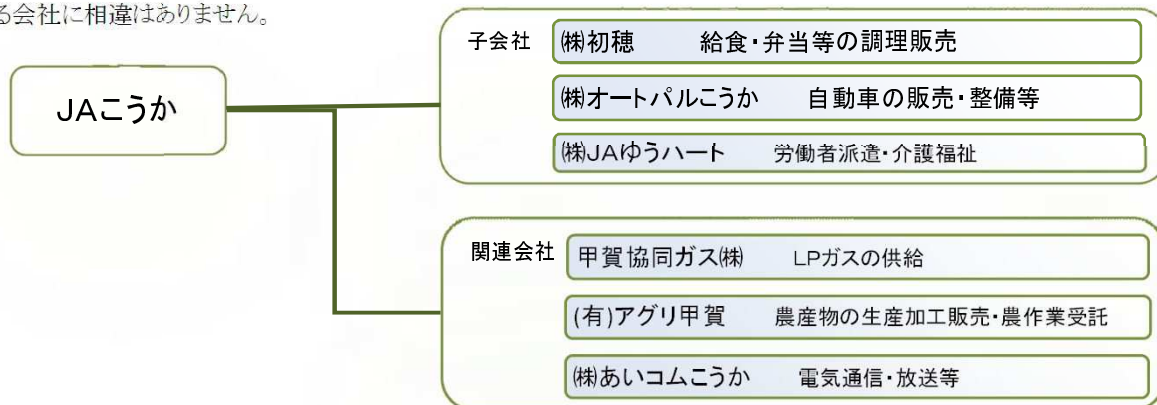 る会社に相違はありません。
JAこうか
子会社
㈱初穂 給食・弁当等の調理販売
㈱オートパルこうか 自動車の販売・整備等
㈱JAゆうハート 労働者派遣・介護福祉
関連会社
甲賀協同ガス㈱ LPガスの供給
(有)アグリ甲賀 農産物の生産加工販売・農作業受託
㈱あいコムこうか 電気通信・放送等